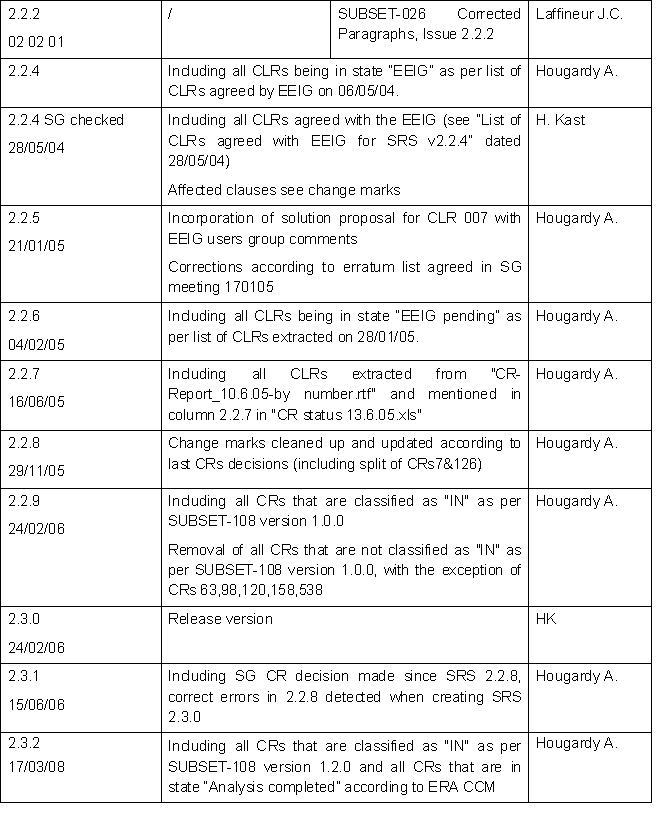 2.2.2
02 02 01
/
SUBSET-026 Corrected
Paragraphs, Issue 2.2.2
Laffineur J.C.
2.2.4
Including all CLRs being in state "EEIG" as per list of
CLRs agreed by EEIG on 06/05/04.
Hougardy A.
2.2.4 SG checked
28/05/04
Including all CLRs agreed with the EEIG (see "List of
CLRs agreed with EEIG for SRS v2.2.4" dated
28/05/04)
Affected clauses see change marks
H. Kast
2.2.5
21/01/05
Incorporation of solution proposal for CLR 007 with
EEIG users group comments
Corrections according to erratum list agreed in SG
meeting 170105
Hougardy A.
2.2.6
04/02/05
Including all CLRs being in state "EEIG pending" as
per list of CLRs extracted on 28/01/05.
Hougardy A.
2.2.7
16/06/05
Including all CLRs extracted from "CR-
Report_10.6.05-by number.rtf" and mentioned in
column 2.2.7 in "CR status 13.6.05.xls"
Hougardy A.
2.2.8
29/11/05
Change marks cleaned up and updated according to
last CRs decisions (including split of CRs7&126)
Hougardy A.
2.2.9
24/02/06
Including all CRs that are classified as "IN" as per
SUBSET-108 version 1.0.0
Removal of all CRs that are not classified as "IN" as
per SUBSET-108 version 1.0.0, with the exception of
CRs 63,98,120,158,538
Hougardy A.
2.3.0
24/02/06
Release version
HK
2.3.1
15/06/06
Including SG CR decision made since SRS 2.2.8,
correct errors in 2.2.8 detected when creating SRS
2.3.0
Hougardy A.
2.3.2
17/03/08
Including all CRs that are classified as "IN" as per
SUBSET-108 version 1.2.0 and all CRs that are in
state "Analysis completed" according to ERA CCM
Hougardy A.